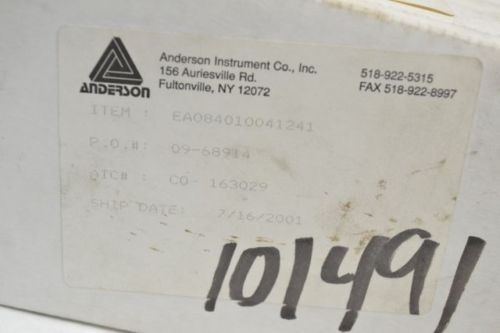 ANDERSON
Anderson Instrument Co., Inc.
156 Auriesville Rd.
Fultonville, NY 12072
518-922-5315
FAX 518-922-8997
ITEM : EA084010041241
P.O.#: 09-68914
ATC# : CO- 163029
SHIP DATE: 7/16/2001
101491